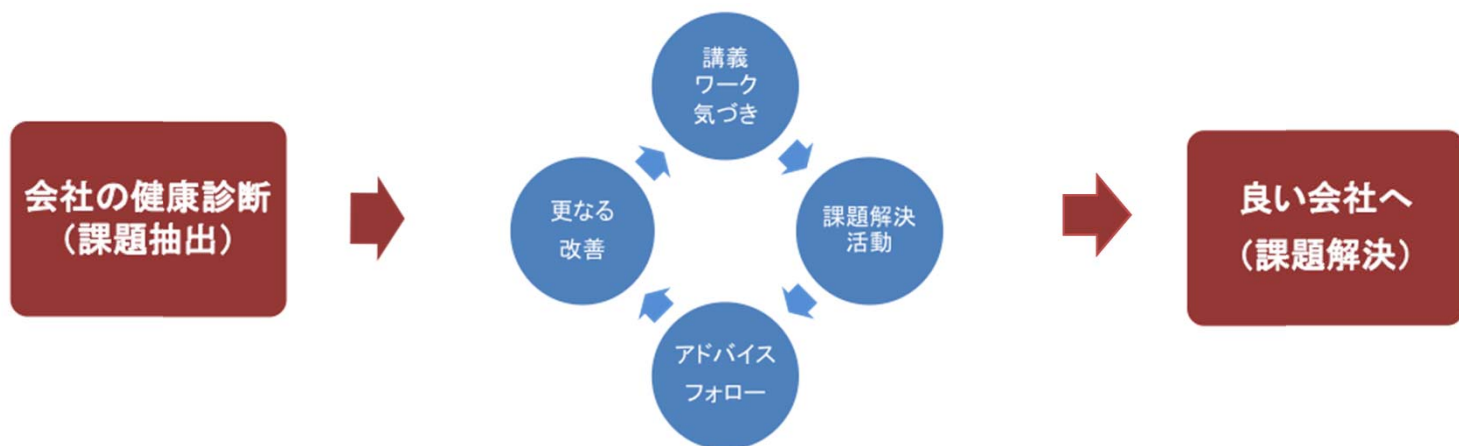 会社の健康診断
（課題抽出）
講義
ワーク
気づき
課題解決
活動
アドバイス
フォロー
更なる
改善
良い会社へ
（課題解決）